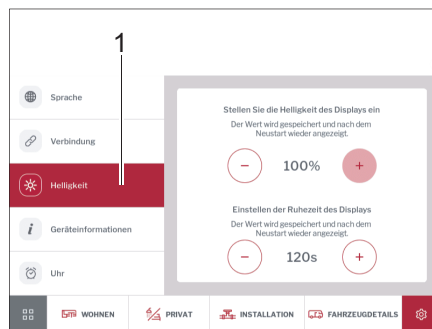 1
Sprache
Verbindung
Helligkeit
Geräteinformationen
Uhr
Stellen Sie die Helligkeit des Displays ein
Der Wert wird gespeichert und nach dem
Neustart wieder angezeigt.
− 100% +
Einstellen der Ruhezeit des Displays
Der Wert wird gespeichert und nach dem
Neustart wieder angezeigt.
− 120s +
WOHNEN PRIVAT INSTALLATION FAHRZEUGDETAILS